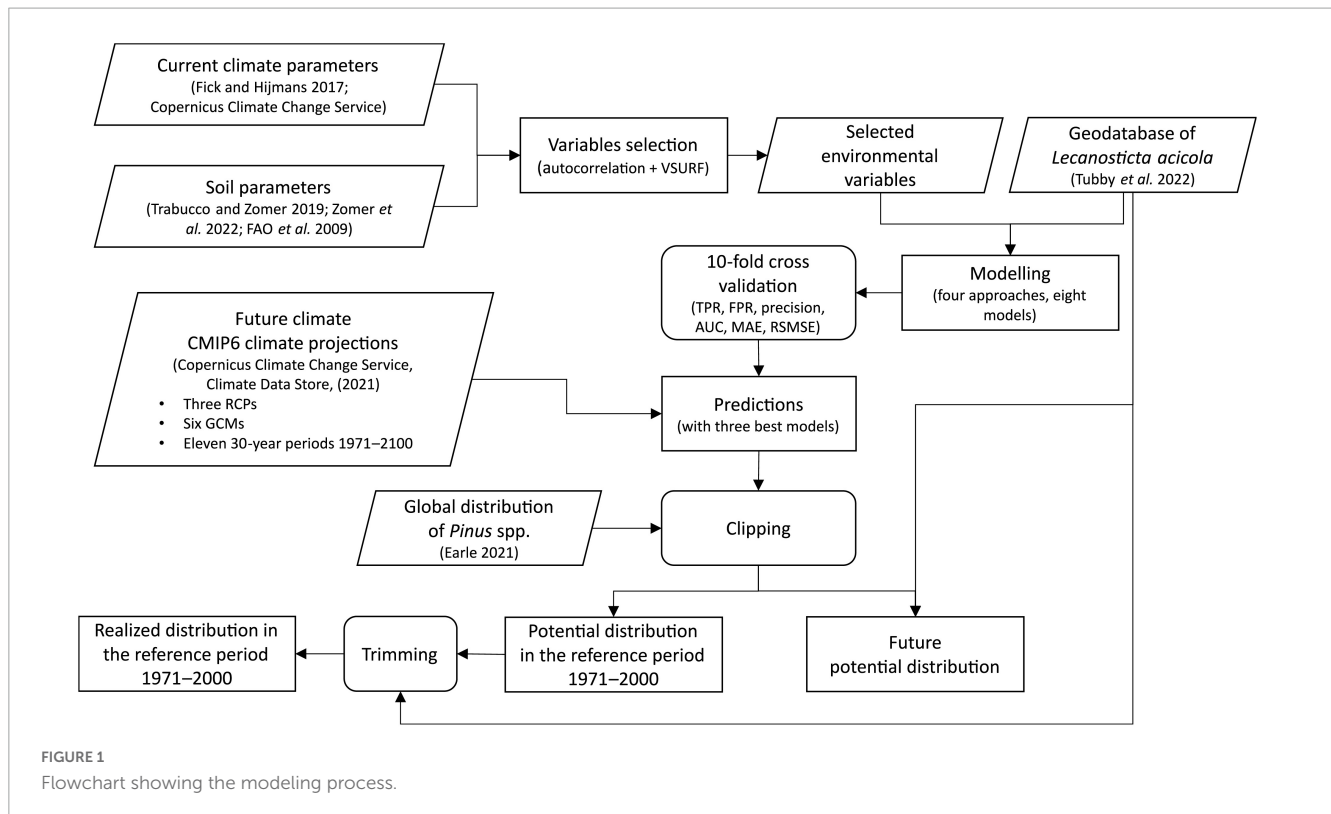 Current climate parameters
(Fick and Hijmans 2017;
Copernicus Climate Change Service)
Soil parameters
(Trabucco and Zomer 2019; Zomer et
al. 2022; FAO et al. 2009)
Variables selection
(autocorrelation + VSURF)
Selected
environmental
variables
Geodatabase of
Lecanosticta acicola
(Tubby et al. 2022)
Modelling
(four approaches, eight
models)
10-fold cross
validation
(TPR, FPR, precision,
AUC, MAE, RSMSE)
Future climate
CMIP6 climate projections
(Copernicus Climate Change Service,
Climate Data Store, (2021)
• Three RCPs
• Six GCMs
• Eleven 30-year periods 1971–2100
Predictions
(with three best models)
Global distribution
of Pinus spp.
(Earle 2021)
Clipping
Realized distribution in
the reference period
1971–2000
Trimming
Potential distribution
in the reference period
1971–2000
Future
potential distribution
FIGURE 1
Flowchart showing the modeling process.